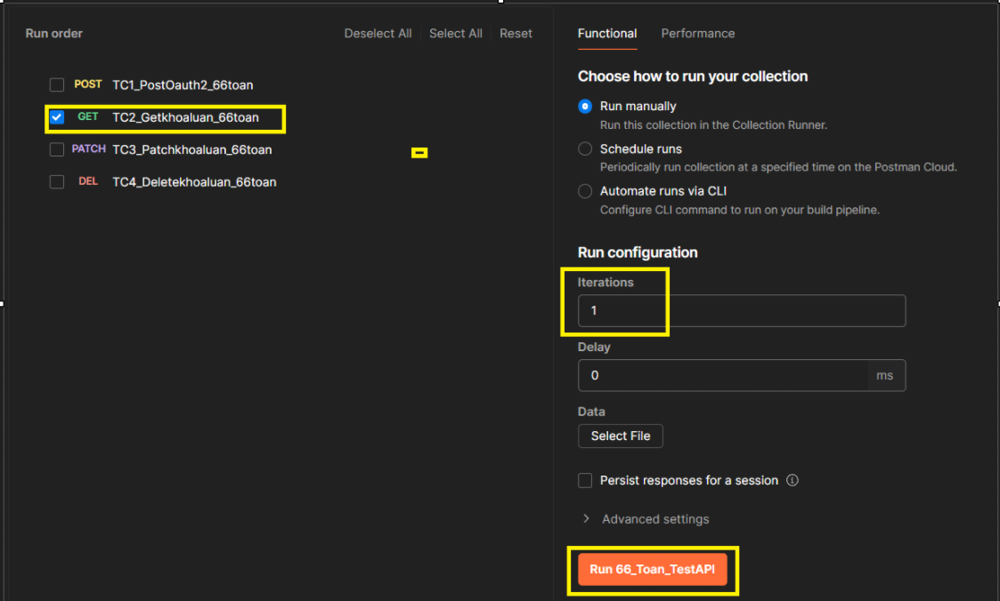 Run order
Deselect All
Select All
Reset
POST TC1_PostOauth2_66toan
GET TC2_Getkhoaluan_66toan
PATCH TC3_Patchkhoaluan_66toan
DEL TC4_Deletekhoaluan_66toan
Functional
Performance
Choose how to run your collection
Run manually
Run this collection in the Collection Runner.
Schedule runs
Periodically run collection at a specified time on the Postman Cloud.
Automate runs via CLI
Configure CLI command to run on your build pipeline.
Run configuration
Iterations
1
Delay
0 ms
Data
Select File
Persist responses for a session
Advanced settings
Run 66_Toan_TestAPI